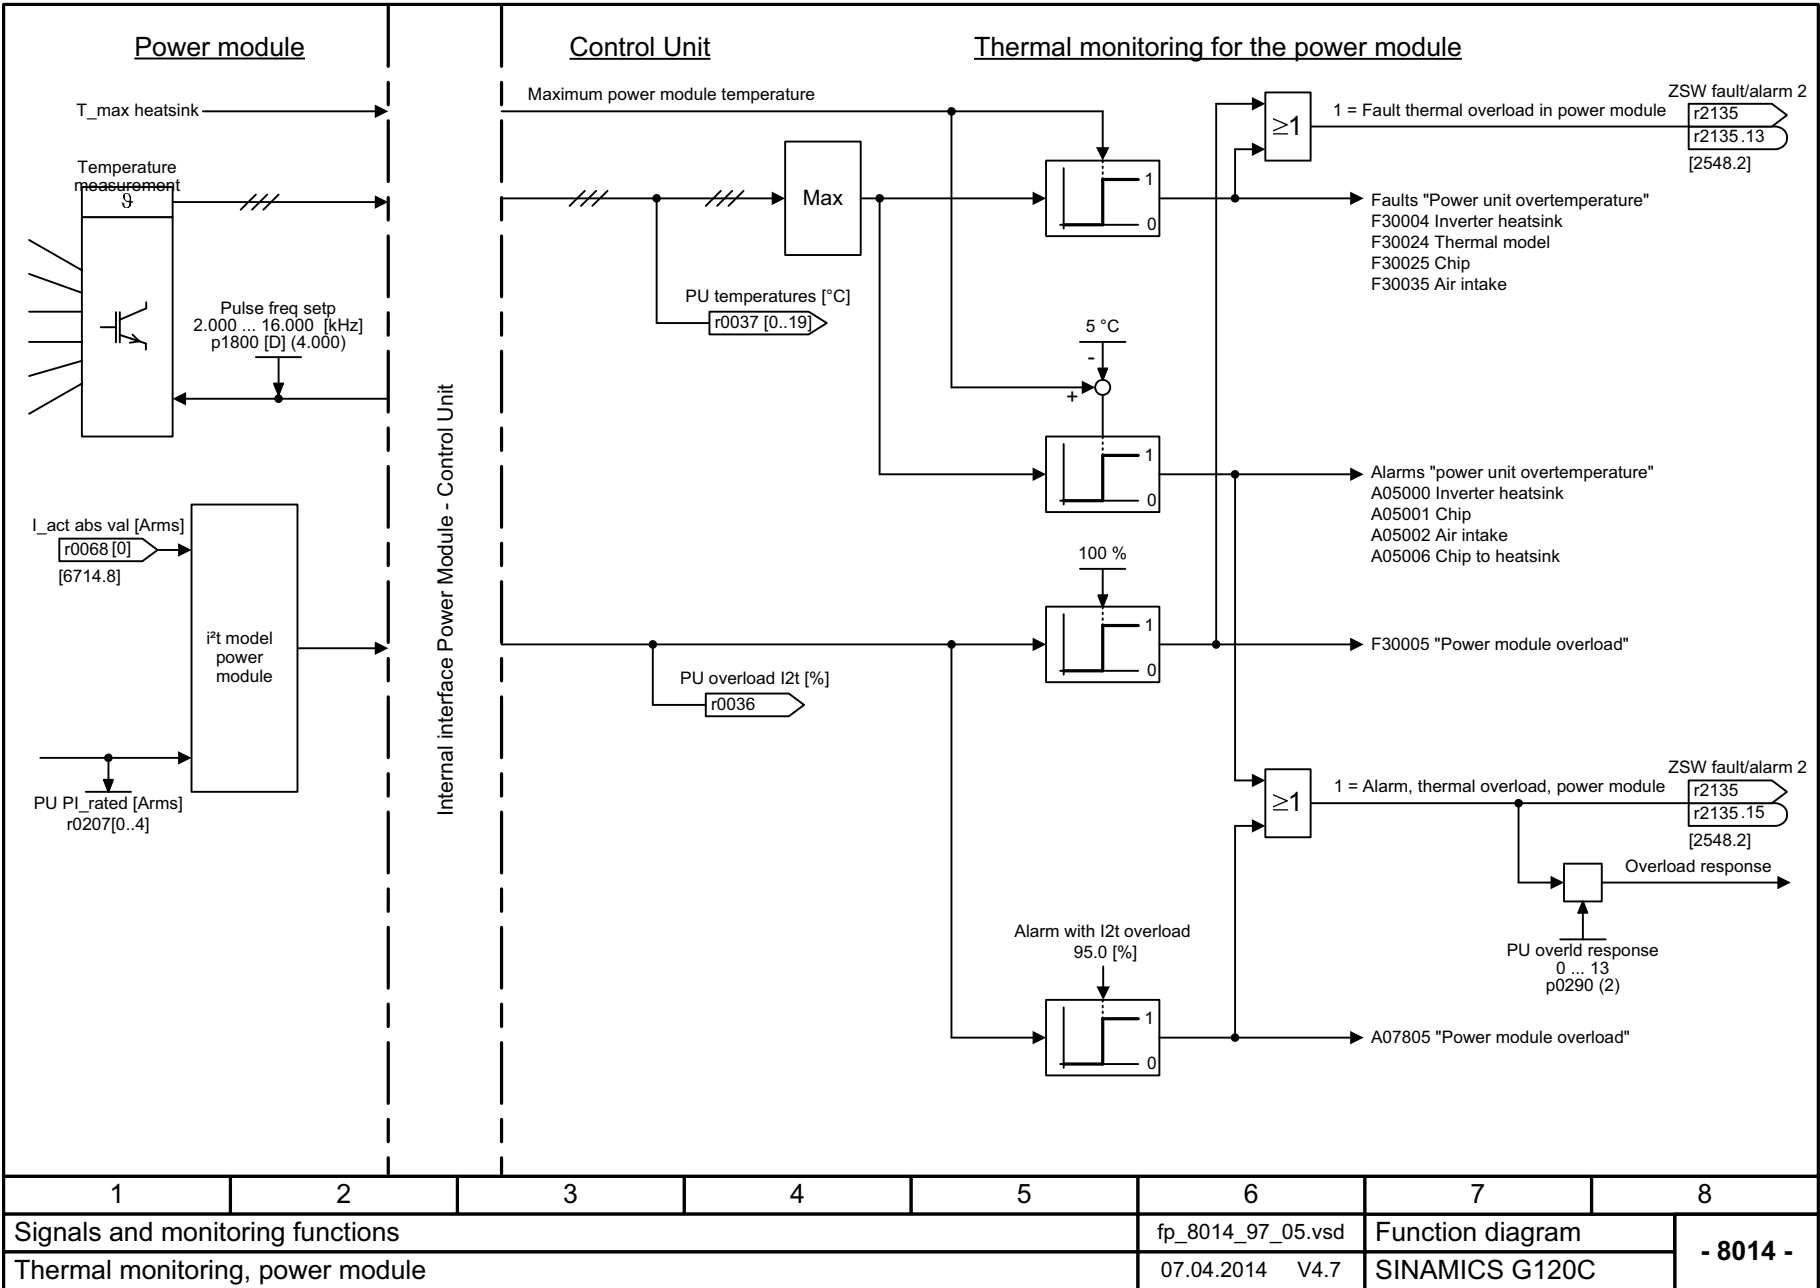 Power module
Control Unit
Thermal monitoring for the power module
T_max heatsink
Maximum power module temperature
1 = Fault thermal overload in power module
ZSW fault/alarm 2
r2135
r2135.13
[2548.2]
≥1
Temperature
measurement
ϑ
Max
1
0
Faults "Power unit overtemperature"
F30004 Inverter heatsink
F30024 Thermal model
F30025 Chip
F30035 Air intake
PU temperatures [°C]
r0037 [0..19]
Pulse freq setp
2.000 ... 16.000 [kHz]
p1800 [D] (4.000)
5 °C
-
+
Internal interface Power Module - Control Unit
1
0
Alarms "power unit overtemperature"
A05000 Inverter heatsink
A05001 Chip
A05002 Air intake
A05006 Chip to heatsink
I_act abs val [Arms]
r0068 [0]
[6714.8]
i²t model
power
module
100 %
1
0
F30005 "Power module overload"
PU overload I2t [%]
r0036
PU PI_rated [Arms]
r0207[0..4]
≥1
1 = Alarm, thermal overload, power module
ZSW fault/alarm 2
r2135
r2135.15
[2548.2]
Overload response
PU overld response
0 ... 13
p0290 (2)
Alarm with I2t overload
95.0 [%]
1
0
A07805 "Power module overload"
1 2 3 4 5 6 7 8
Signals and monitoring functions
fp_8014_97_05.vsd
Function diagram
- 8014 -
Thermal monitoring, power module
07.04.2014 V4.7
SINAMICS G120C